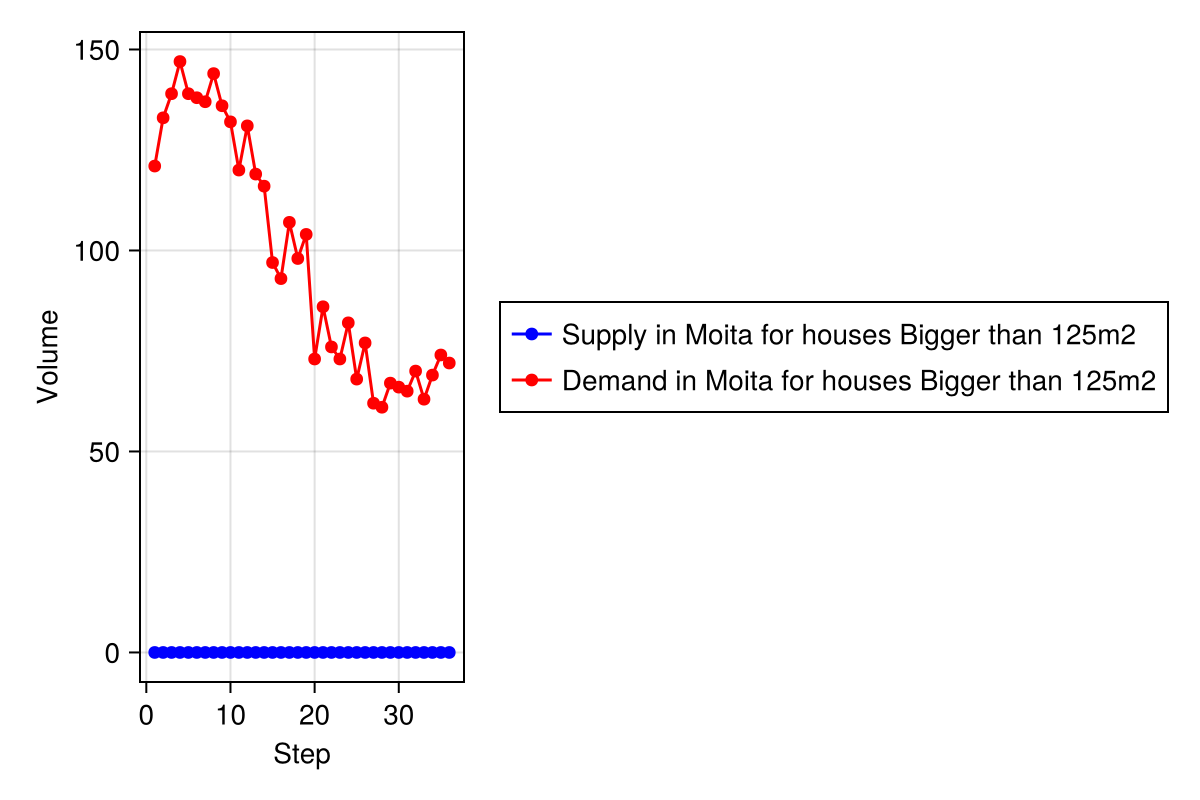 150
100
50
0
Volume
0 10 20 30
Step
Supply in Moita for houses Bigger than 125m2
Demand in Moita for houses Bigger than 125m2